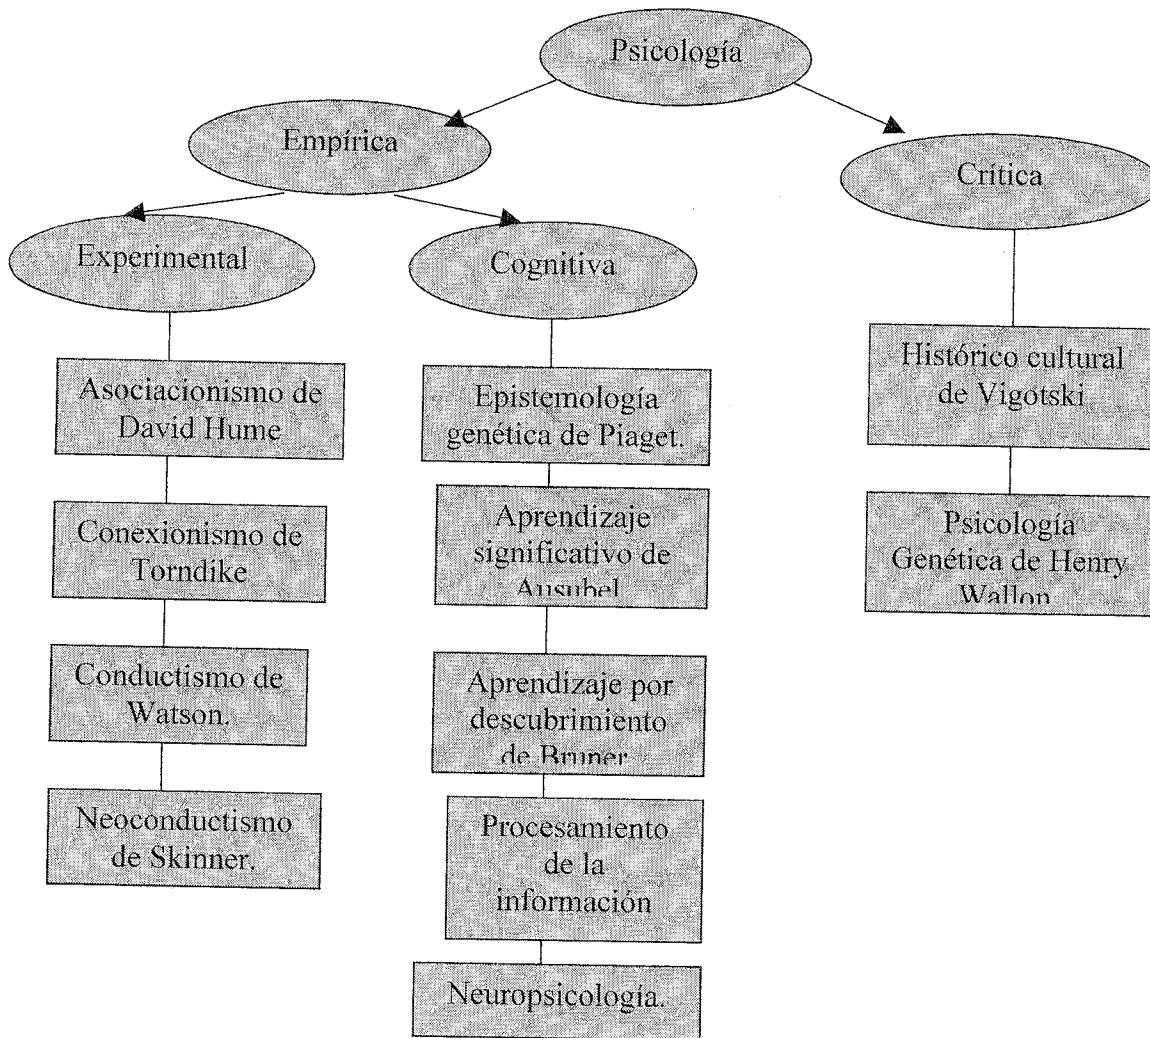 Psicología
Empírica
Crítica
Experimental
Cognitiva
Asociacionismo de
David Hume
Conexionismo de
Torndike
Conductismo de
Watson.
Neoconductismo
de Skinner.
Epistemología
genética de Piaget.
Aprendizaje
significativo de
Ausubel
Aprendizaje por
descubrimiento
de Bruner
Procesamiento
de la
información
Neuropsicología.
Histórico cultural
de Vigotski
Psicología
Genética de Henry
Wallon